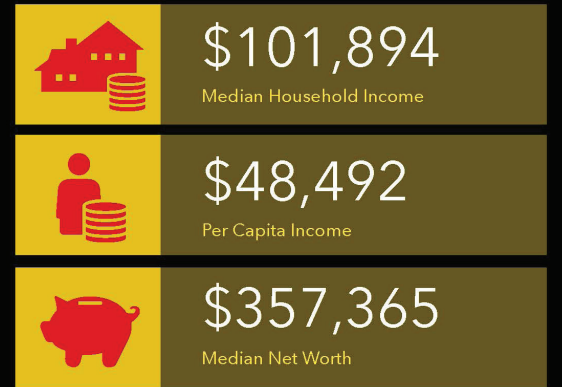 $101,894
Median Household Income
$48,492
Per Capita Income
$357,365
Median Net Worth